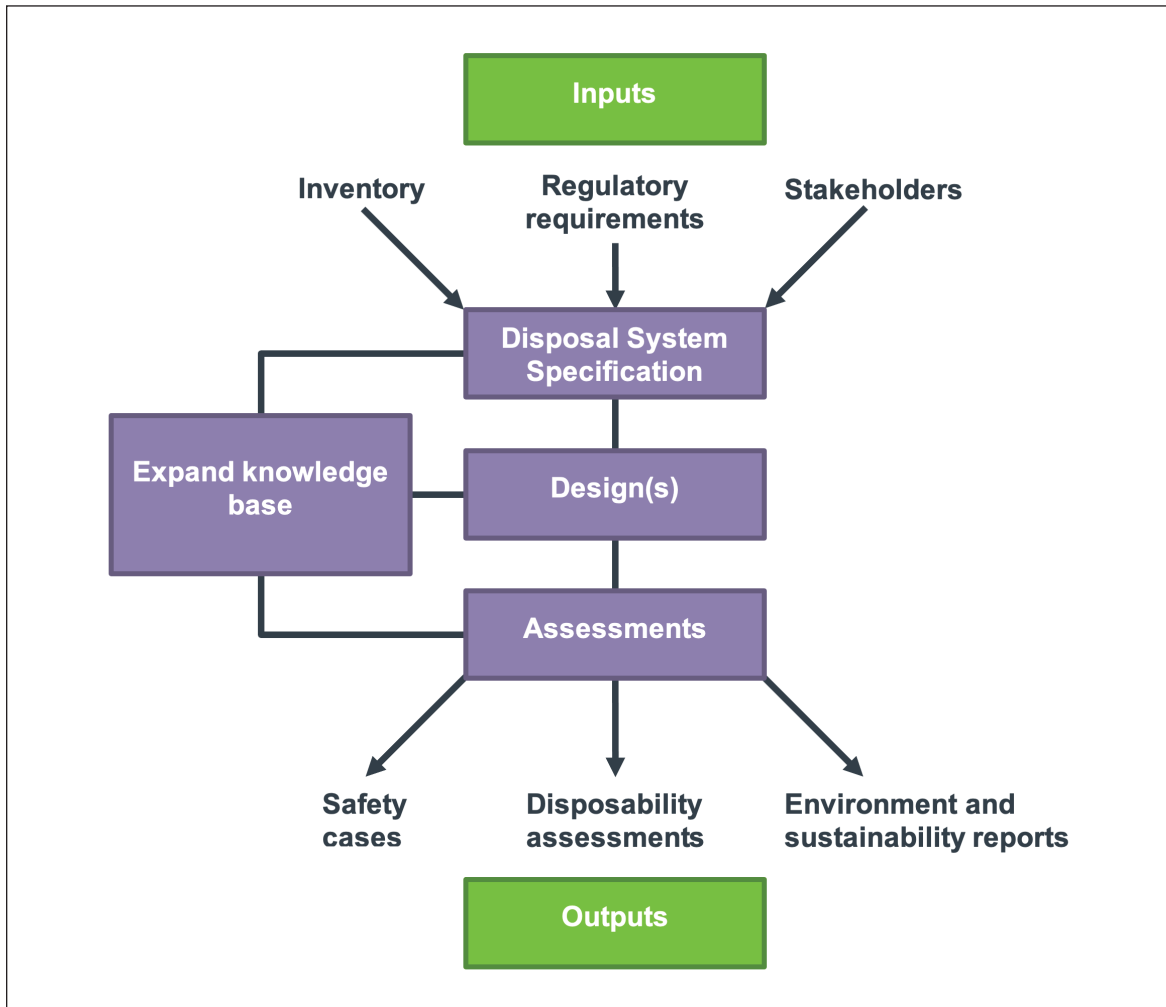 Inputs
Inventory
Regulatory
requirements
Stakeholders
Disposal System
Specification
Expand knowledge
base
Design(s)
Assessments
Safety
cases
Disposability
assessments
Environment and
sustainability reports
Outputs